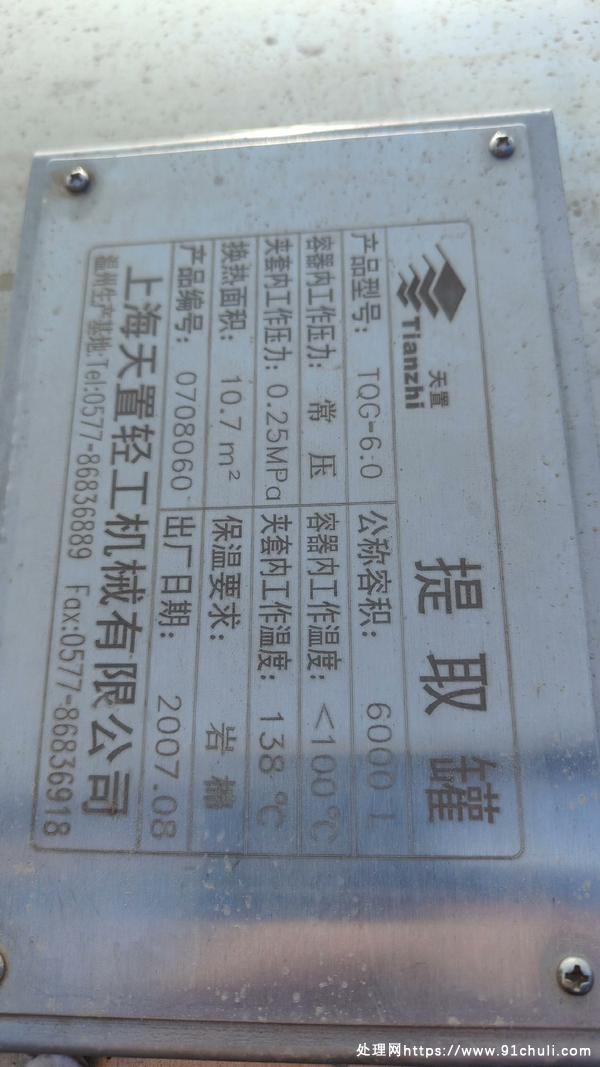 天置
Tianzhi
提取罐
产品型号: TQG-6.0 公称容积: 6000 L
容器内工作压力: 常压 容器内工作温度: <100℃
夹套内工作压力: 0.25MPa 夹套内工作温度: 138℃
换热面积: 10.7 m² 保温要求: 岩棉
产品编号: 0708060 出厂日期: 2007.08
上海天置轻工机械有限公司
温州生产基地:Tel:0577-86836889 Fax:0577-86836918
处理网https://www.91chuli.com